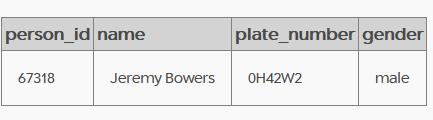 person_id name plate_number gender
67318 Jeremy Bowers 0H42W2 male